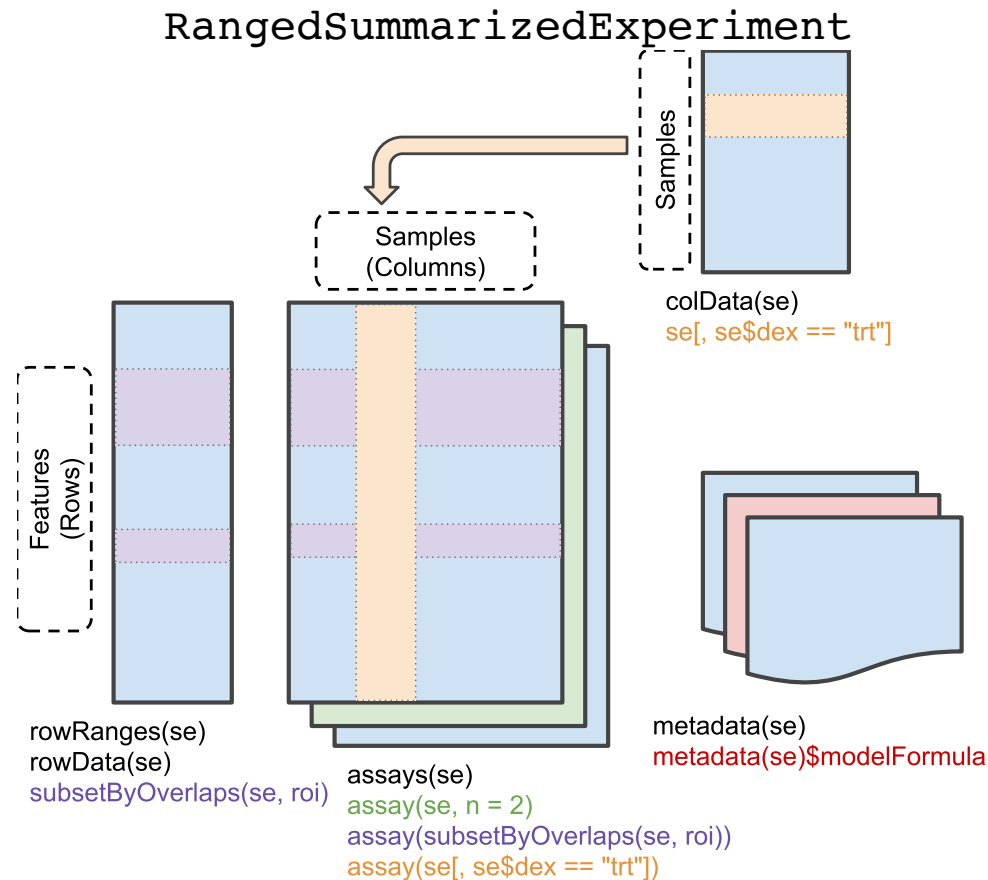 RangedSummarizedExperiment
Samples
Samples
(Columns)
colData(se)
se[, se$dex == "trt"]
Features
(Rows)
rowRanges(se)
rowData(se)
subsetByOverlaps(se, roi)
assays(se)
assay(se, n = 2)
assay(subsetByOverlaps(se, roi))
assay(se[, se$dex == "trt"])
metadata(se)
metadata(se)$modelFormula